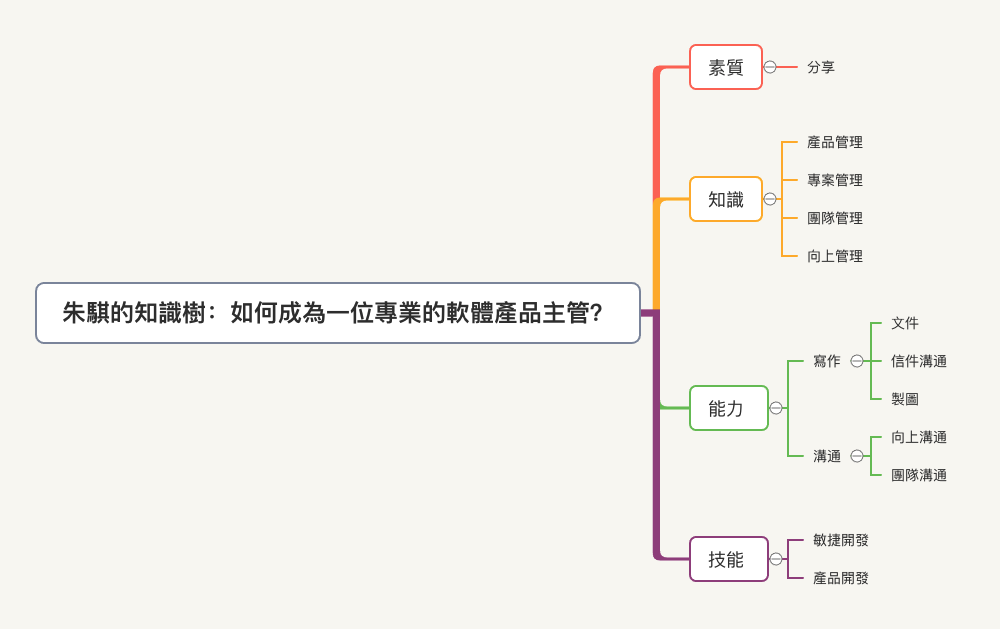 朱騏的知識樹：如何成為一位專業的軟體產品主管?
素質
分享
知識
產品管理
專案管理
團隊管理
向上管理
能力
寫作
文件
信件溝通
製圖
溝通
向上溝通
團隊溝通
技能
敏捷開發
產品開發